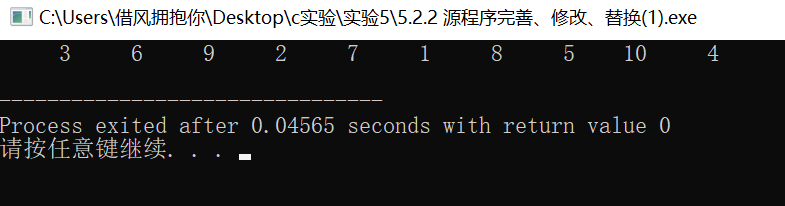 C:\Users\借风拥抱你\Desktop\c实验\实验5\5.2.2 源程序完善、修改、替换(1).exe
3 6 9 2 7 1 8 5 10 4
--------------------------------
Process exited after 0.04565 seconds with return value 0
请按任意键继续. . .